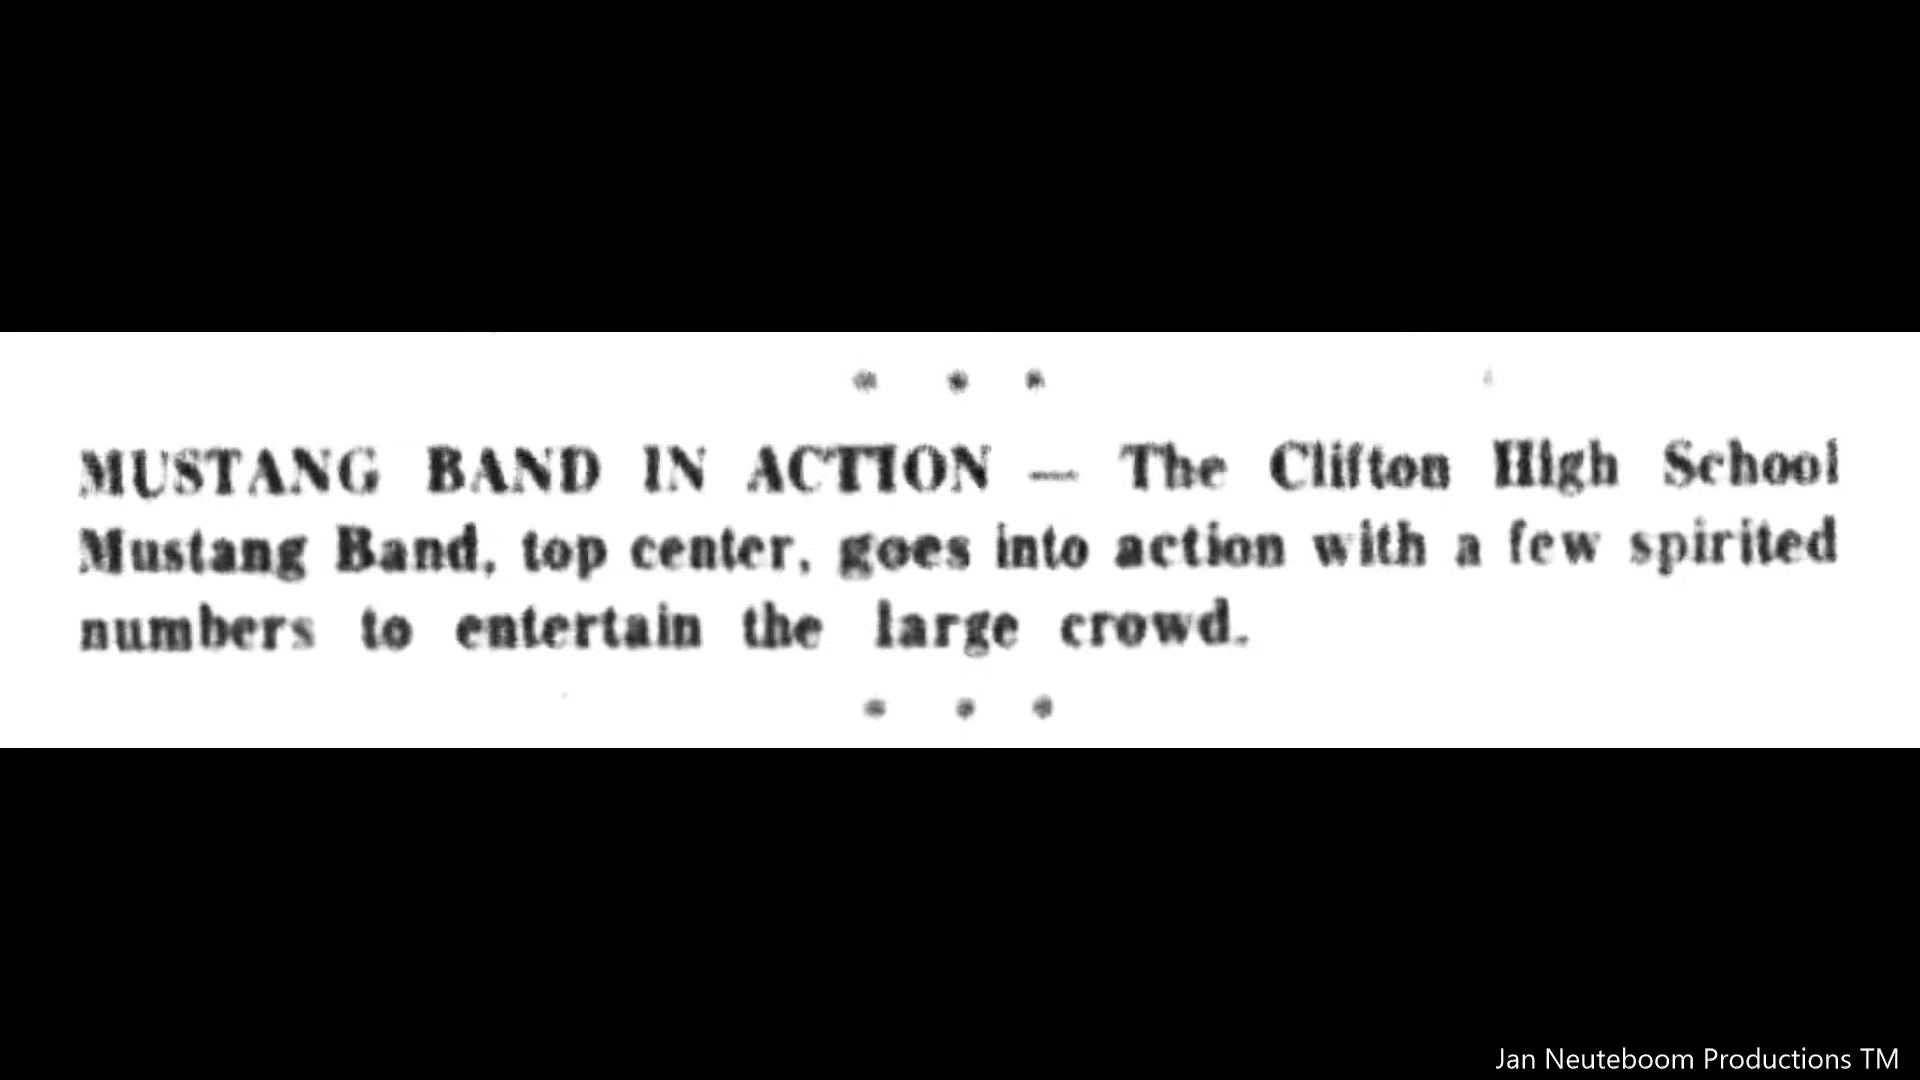 * * *
MUSTANG BAND IN ACTION — The Clifton High School
Mustang Band, top center, goes into action with a few spirited
numbers to entertain the large crowd.
* * *
Jan Neuteboom Productions TM